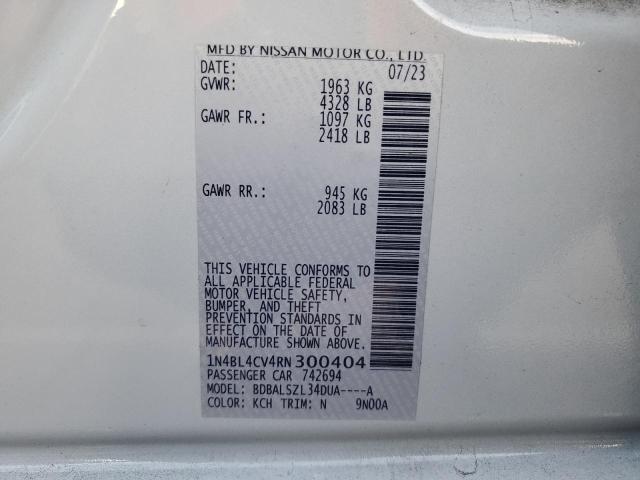 MFD BY NISSAN MOTOR CO., LTD.
DATE: 07/23
GVWR: 1963 KG
4328 LB
GAWR FR.: 1097 KG
2418 LB
GAWR RR.: 945 KG
2083 LB
THIS VEHICLE CONFORMS TO
ALL APPLICABLE FEDERAL
MOTOR VEHICLE SAFETY,
BUMPER, AND THEFT
PREVENTION STANDARDS IN
EFFECT ON THE DATE OF
MANUFACTURE SHOWN ABOVE.
1N4BL4CV4RN300404
PASSENGER CAR 742694
MODEL: BDBALSZL34DUA----A
COLOR: KCH TRIM: N 9N00A